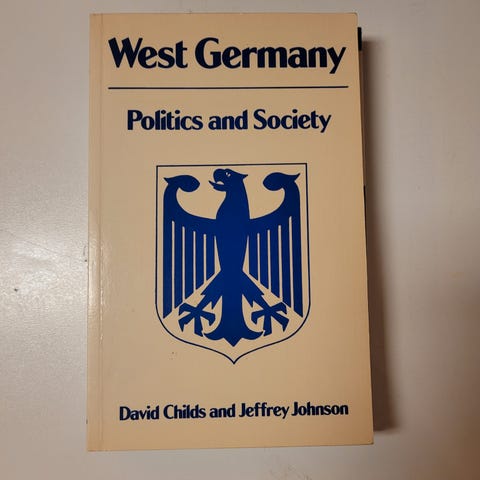 West Germany
Politics and Society
David Childs and Jeffrey Johnson